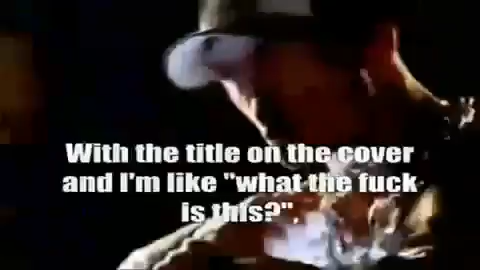 With the title on the cover
and I'm like "what the fuck
is this?".